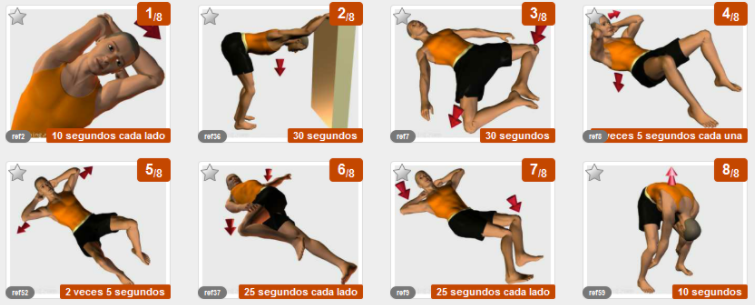 1/8
ref2
10 segundos cada lado
2/8
ref36
30 segundos
3/8
ref7
30 segundos
4/8
ref8
veces 5 segundos cada una
5/8
ref52
2 veces 5 segundos
6/8
ref37
25 segundos cada lado
7/8
ref9
25 segundos cada lado
8/8
ref59
10 segundos